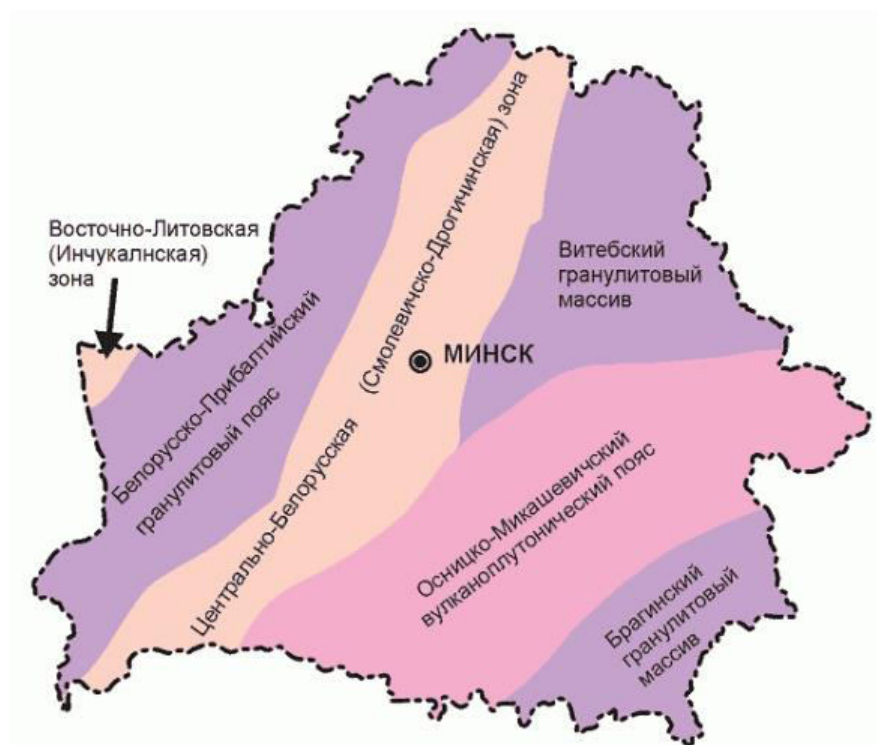 Восточно-Литовская
(Инчукалнская)
зона
Белорусско-Прибалтийский
гранулитовый пояс
Центрально-Белорусская (Смолевичско-Дрогичинская) зона
Витебский
гранулитовый
массив
МИНСК
Осницко-Микашевичский
вулканоплутонический пояс
Брагинский
гранулитовый
массив